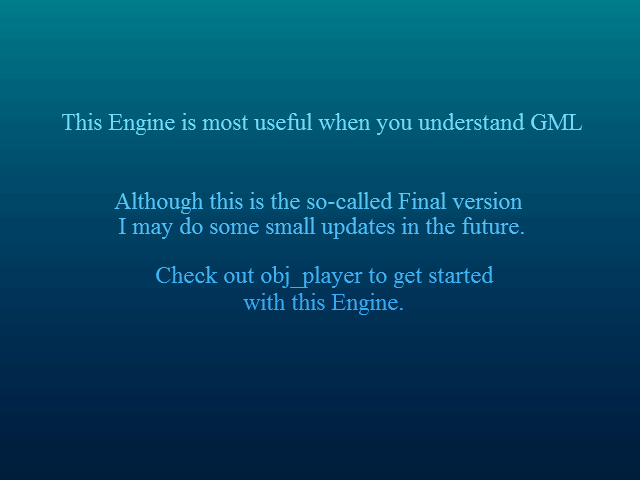 This Engine is most useful when you understand GML
Although this is the so-called Final version
I may do some small updates in the future.
Check out obj_player to get started
with this Engine.